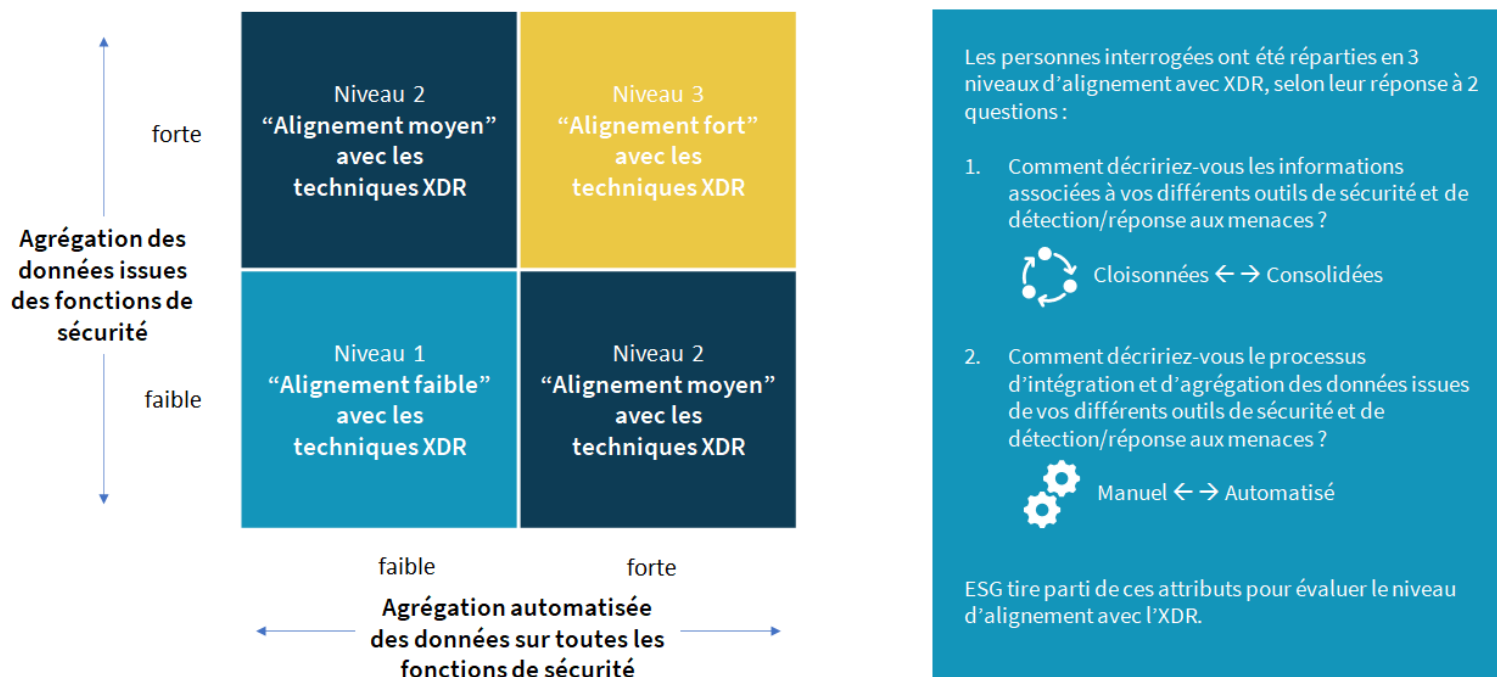 forte
Agrégation des
données issues
des fonctions de
sécurité
faible
Niveau 2
“Alignement moyen”
avec les
techniques XDR
Niveau 3
“Alignement fort”
avec les
techniques XDR
Niveau 1
“Alignement faible”
avec les
techniques XDR
Niveau 2
“Alignement moyen”
avec les
techniques XDR
faible
forte
Agrégation automatisée
des données sur toutes les
fonctions de sécurité
Les personnes interrogées ont été réparties en 3
niveaux d’alignement avec XDR, selon leur réponse à 2
questions :
1. Comment décririez-vous les informations
associées à vos différents outils de sécurité et de
détection/réponse aux menaces ?
Cloisonnées ← → Consolidées
2. Comment décririez-vous le processus
d’intégration et d’agrégation des données issues
de vos différents outils de sécurité et de
détection/réponse aux menaces ?
Manuel ← → Automatisé
ESG tire parti de ces attributs pour évaluer le niveau
d’alignement avec l’XDR.